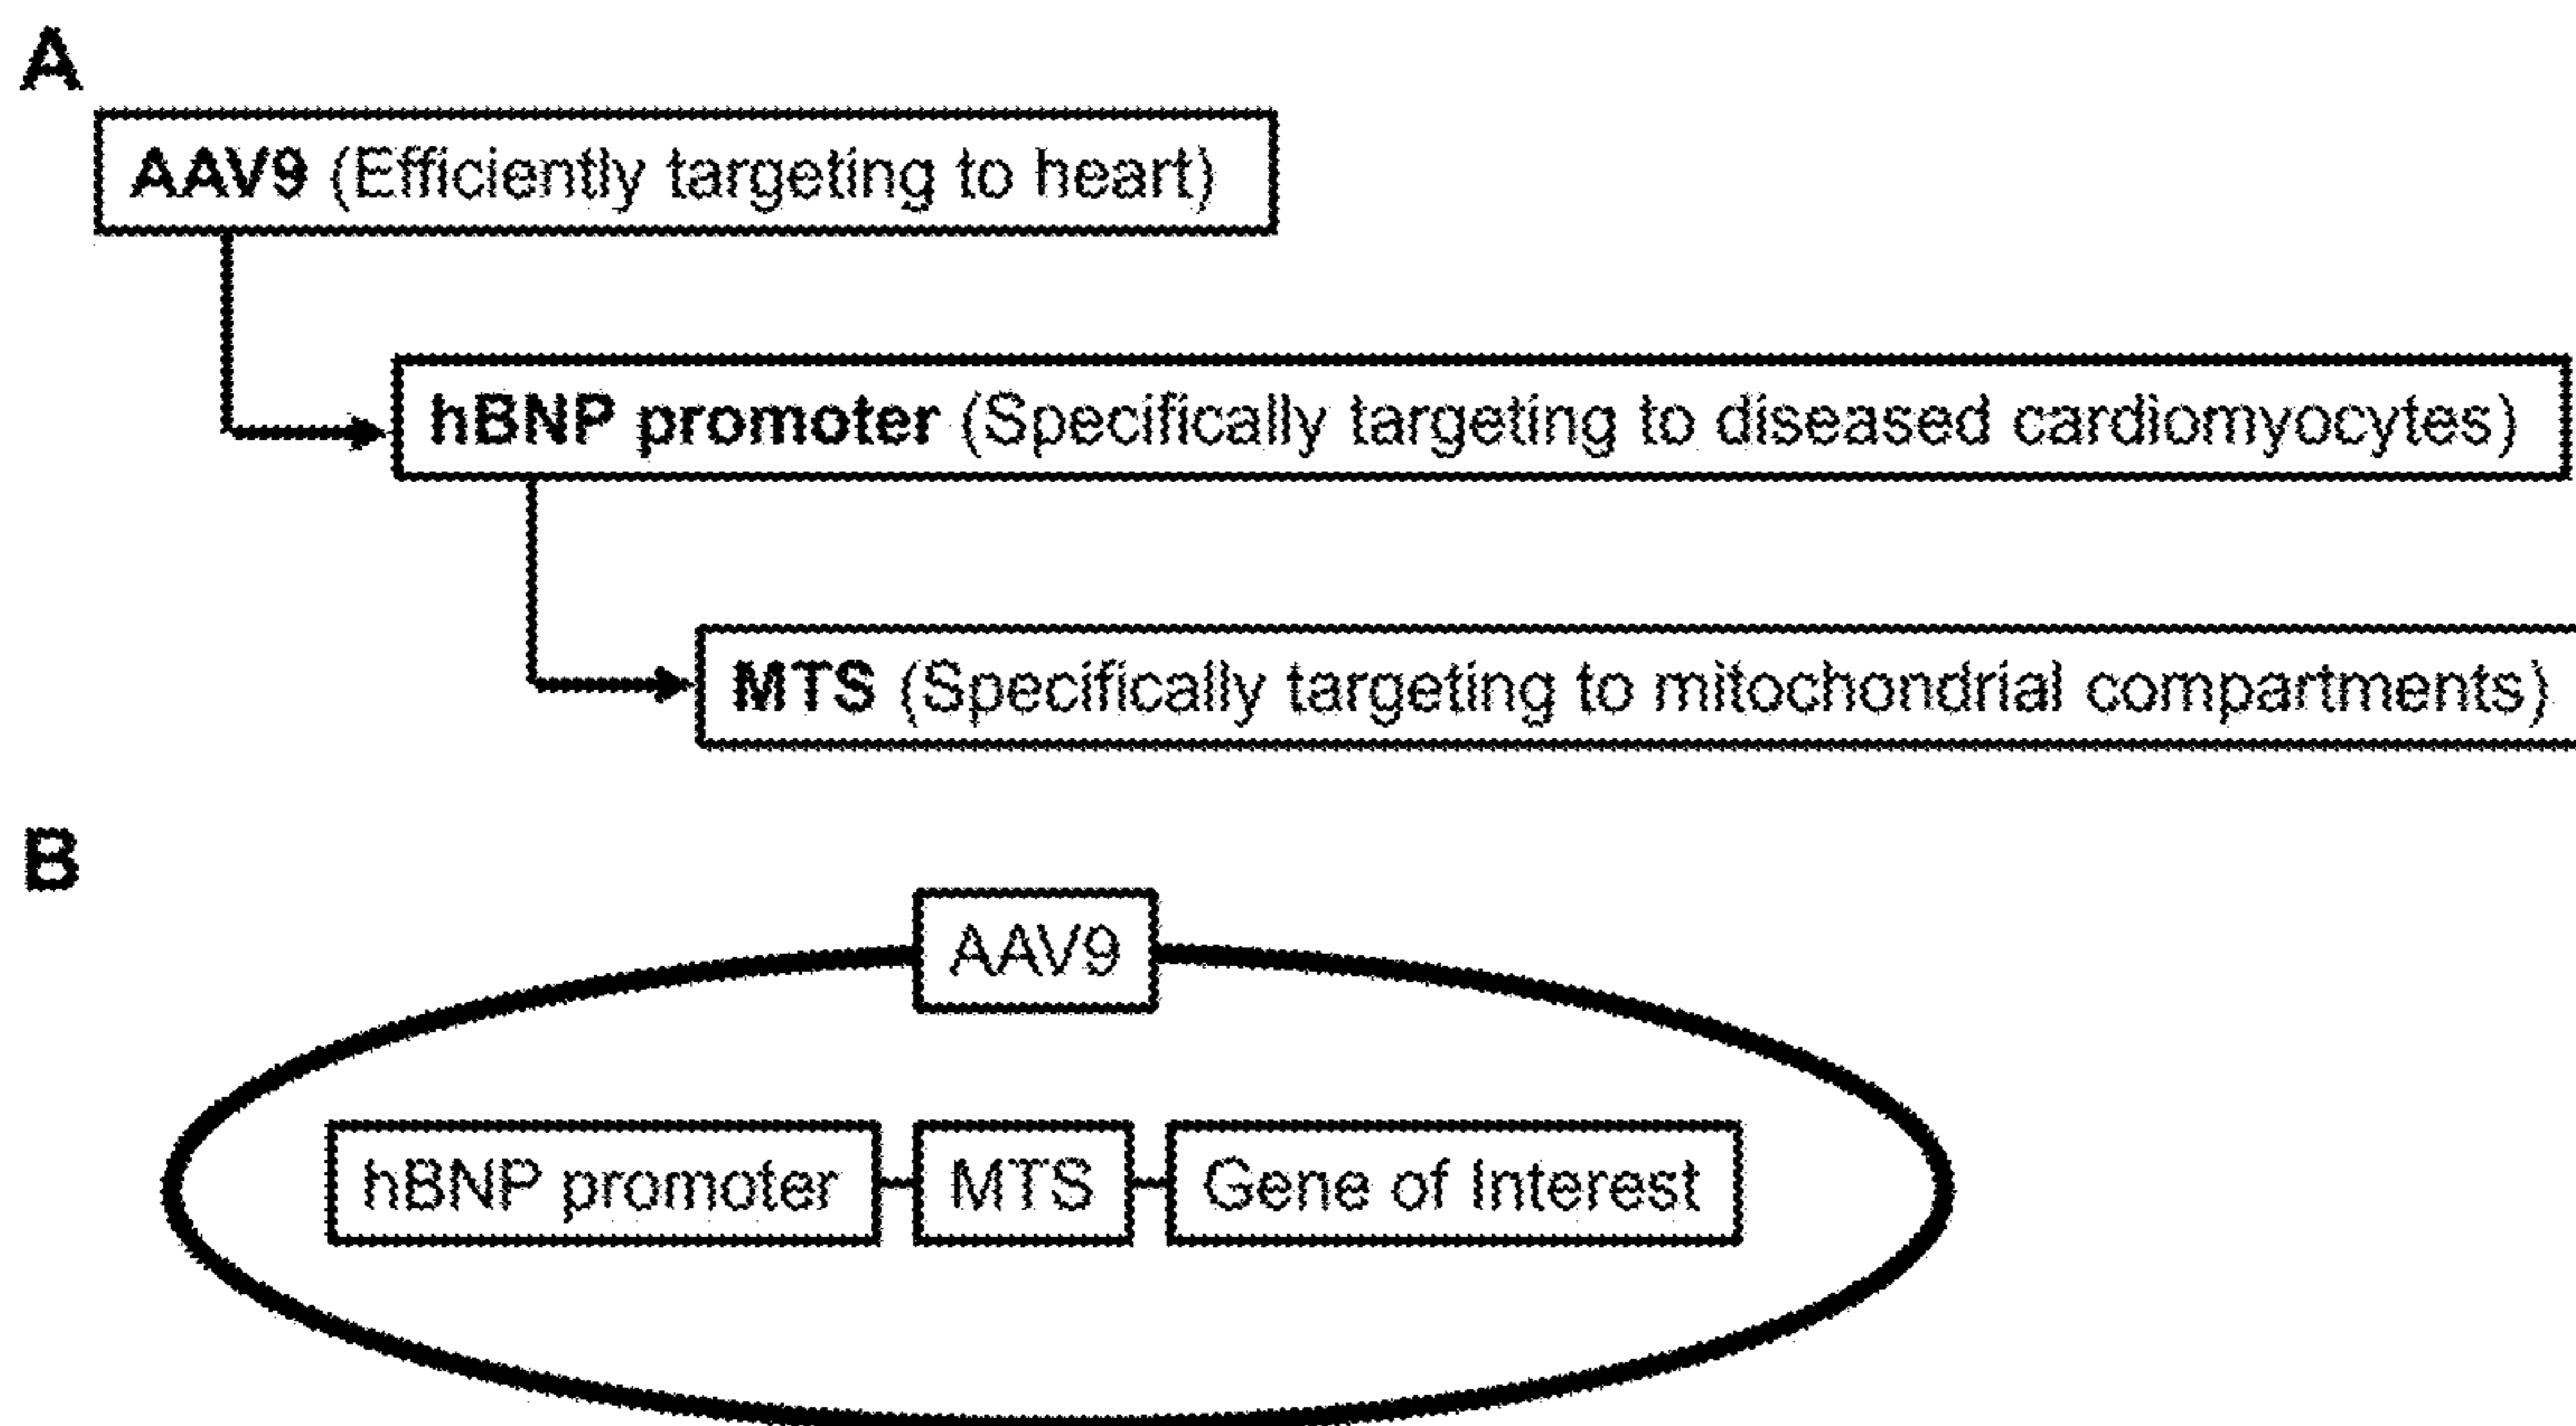 A
AAV9 (Efficiently targeting to heart)
hBNP promoter (Specifically targeting to diseased cardiomyocytes)
MTS (Specifically targeting to mitochondrial compartments)
B
AAV9
hBNP promoter MTS Gene of Interest